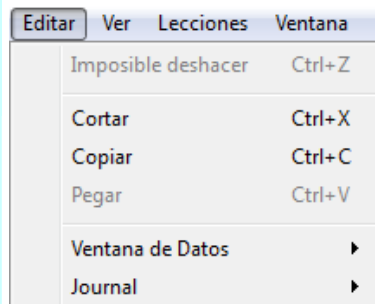 Editar Ver Lecciones Ventana
Imposible deshacer Ctrl+Z
Cortar Ctrl+X
Copiar Ctrl+C
Pegar Ctrl+V
Ventana de Datos
Journal